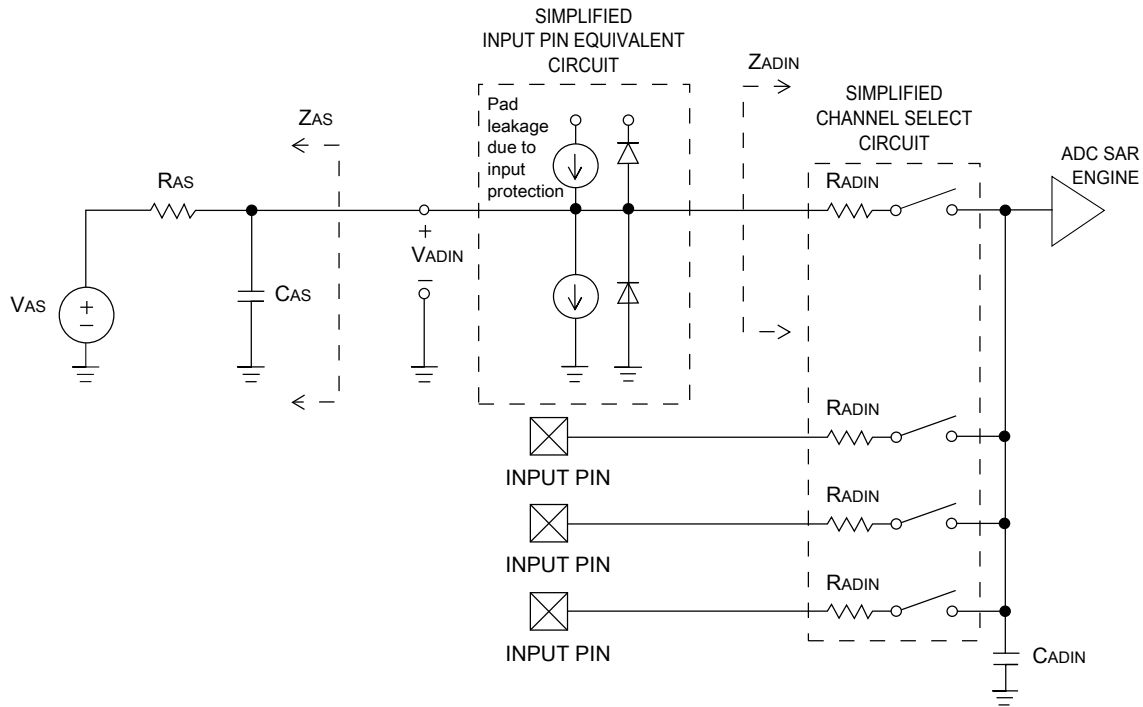 SIMPLIFIED
INPUT PIN EQUIVALENT
CIRCUIT
ZADIN
SIMPLIFIED
CHANNEL SELECT
CIRCUIT
Pad
leakage
due to
input
protection
ZAS
RAS
RADIN
ADC SAR
ENGINE
+
VADIN
–
VAS
+
-
CAS
RADIN
INPUT PIN
RADIN
INPUT PIN
RADIN
INPUT PIN
CADIN